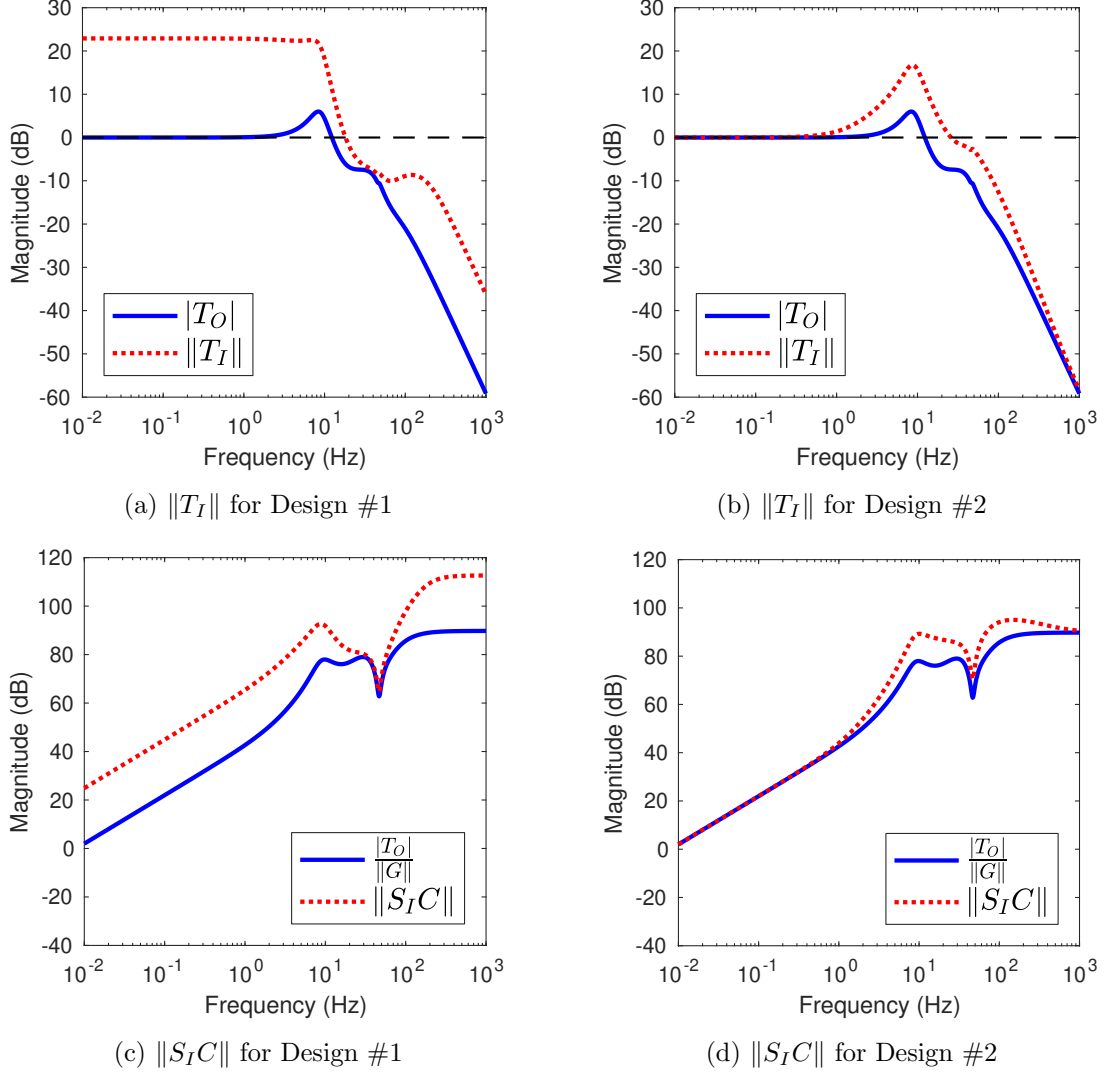 30
20
10
0
-10
-20
-30
-40
-50
-60
Magnitude (dB)
|T_O|
‖T_I‖
10^-2 10^-1 10^0 10^1 10^2 10^3
Frequency (Hz)
(a) ‖T_I‖ for Design #1
30
20
10
0
-10
-20
-30
-40
-50
-60
Magnitude (dB)
|T_O|
‖T_I‖
10^-2 10^-1 10^0 10^1 10^2 10^3
Frequency (Hz)
(b) ‖T_I‖ for Design #2
120
100
80
60
40
20
0
-20
-40
Magnitude (dB)
|T_O|
‖G‖
‖S_I C‖
10^-2 10^-1 10^0 10^1 10^2 10^3
Frequency (Hz)
(c) ‖S_I C‖ for Design #1
120
100
80
60
40
20
0
-20
-40
Magnitude (dB)
|T_O|
‖G‖
‖S_I C‖
10^-2 10^-1 10^0 10^1 10^2 10^3
Frequency (Hz)
(d) ‖S_I C‖ for Design #2